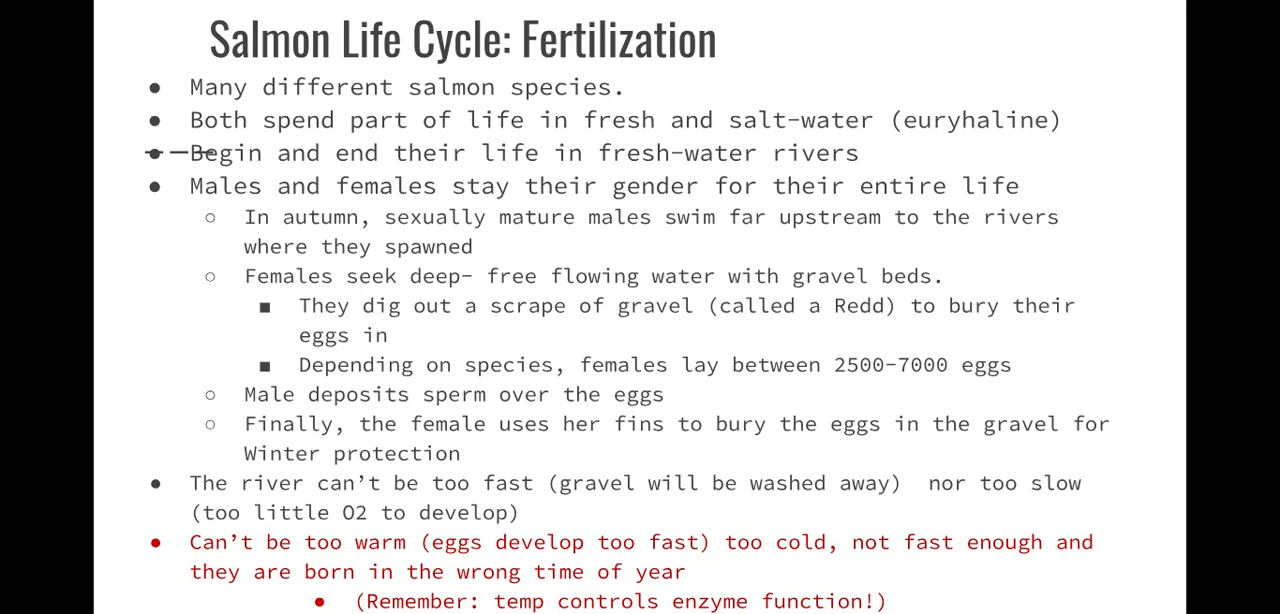 Salmon Life Cycle: Fertilization
● Many different salmon species.
● Both spend part of life in fresh and salt-water (euryhaline)
● Begin and end their life in fresh-water rivers
● Males and females stay their gender for their entire life
○ In autumn, sexually mature males swim far upstream to the rivers
where they spawned
○ Females seek deep- free flowing water with gravel beds.
■ They dig out a scrape of gravel (called a Redd) to bury their
eggs in
■ Depending on species, females lay between 2500-7000 eggs
○ Male deposits sperm over the eggs
○ Finally, the female uses her fins to bury the eggs in the gravel for
Winter protection
● The river can't be too fast (gravel will be washed away) nor too slow
(too little O2 to develop)
● Can't be too warm (eggs develop too fast) too cold, not fast enough and
they are born in the wrong time of year
● (Remember: temp controls enzyme function!)